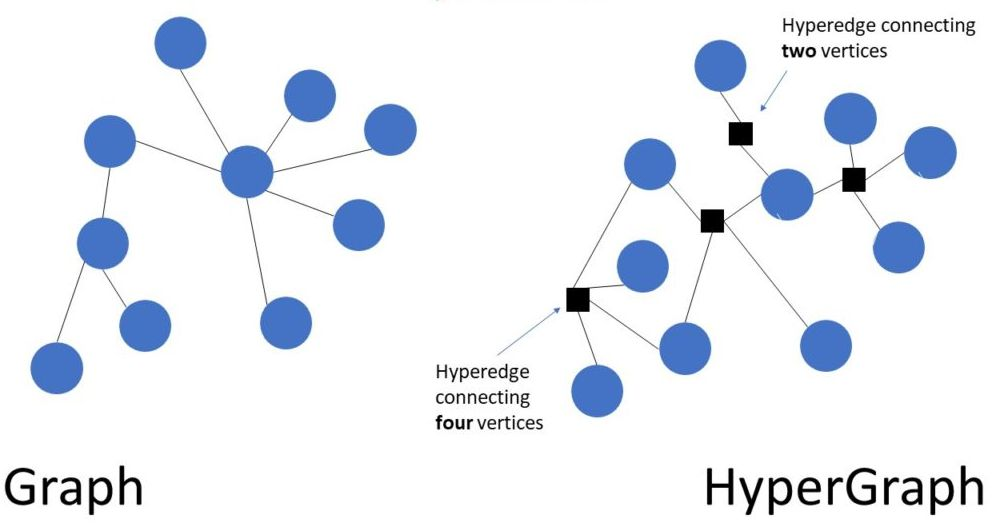 Hyperedge connecting
two vertices
Hyperedge
connecting
four vertices
Graph
HyperGraph